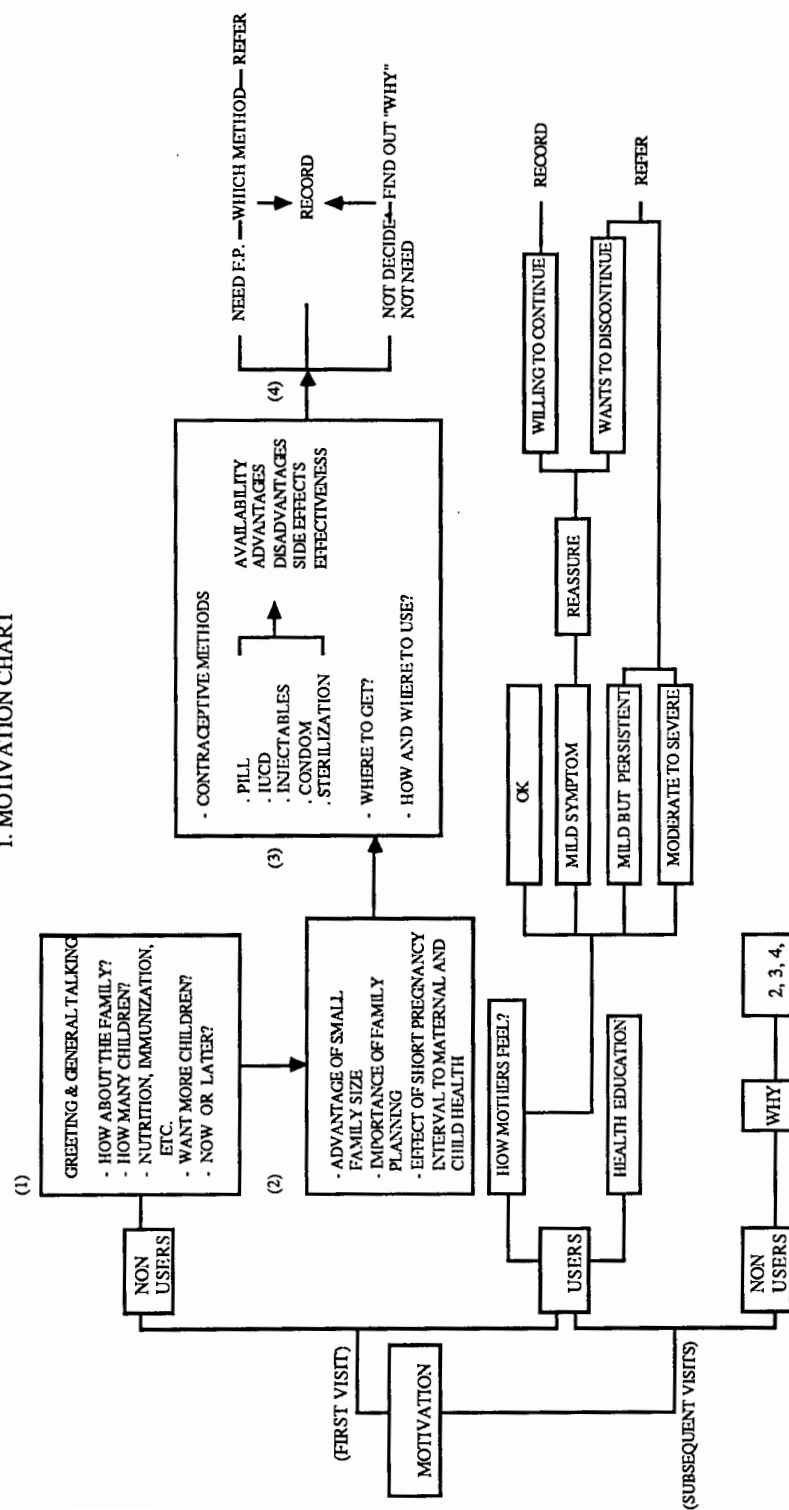 1. MOTIVATION CHART
MOTIVATION
(FIRST VISIT)
(SUBSEQUENT VISITS)
NON
USERS
(1)
GREETING & GENERAL TALKING
- HOW ABOUT THE FAMILY?
- HOW MANY CHILDREN?
- NUTRITION, IMMUNIZATION,
ETC.
- WANT MORE CHILDREN?
- NOW OR LATER?
(2)
- ADVANTAGE OF SMALL
FAMILY SIZE
- IMPORTANCE OF FAMILY
PLANNING
- EFFECT OF SHORT PREGNANCY
INTERVAL TO MATERNAL AND
CHILD HEALTH
(3)
- CONTRACEPTIVE METHODS
. PILL
. IUCD
. INJECTABLES
. CONDOM
. STERILIZATION
AVAILABILITY
ADVANTAGES
DISADVANTAGES
SIDE EFFECTS
EFFECTIVENESS
- WHERE TO GET?
- HOW AND WHERE TO USE?
(4)
NEED F.P. — WHICH METHOD — REFER
RECORD
NOT DECIDE — FIND OUT "WHY"
NOT NEED
USERS
HOW MOTHERS FEEL?
HEALTH EDUCATION
OK
MILD SYMPTOM
MILD BUT PERSISTENT
MODERATE TO SEVERE
REASSURE
WILLING TO CONTINUE
WANTS TO DISCONTINUE
RECORD
REFER
NON
USERS
WHY
2, 3, 4,